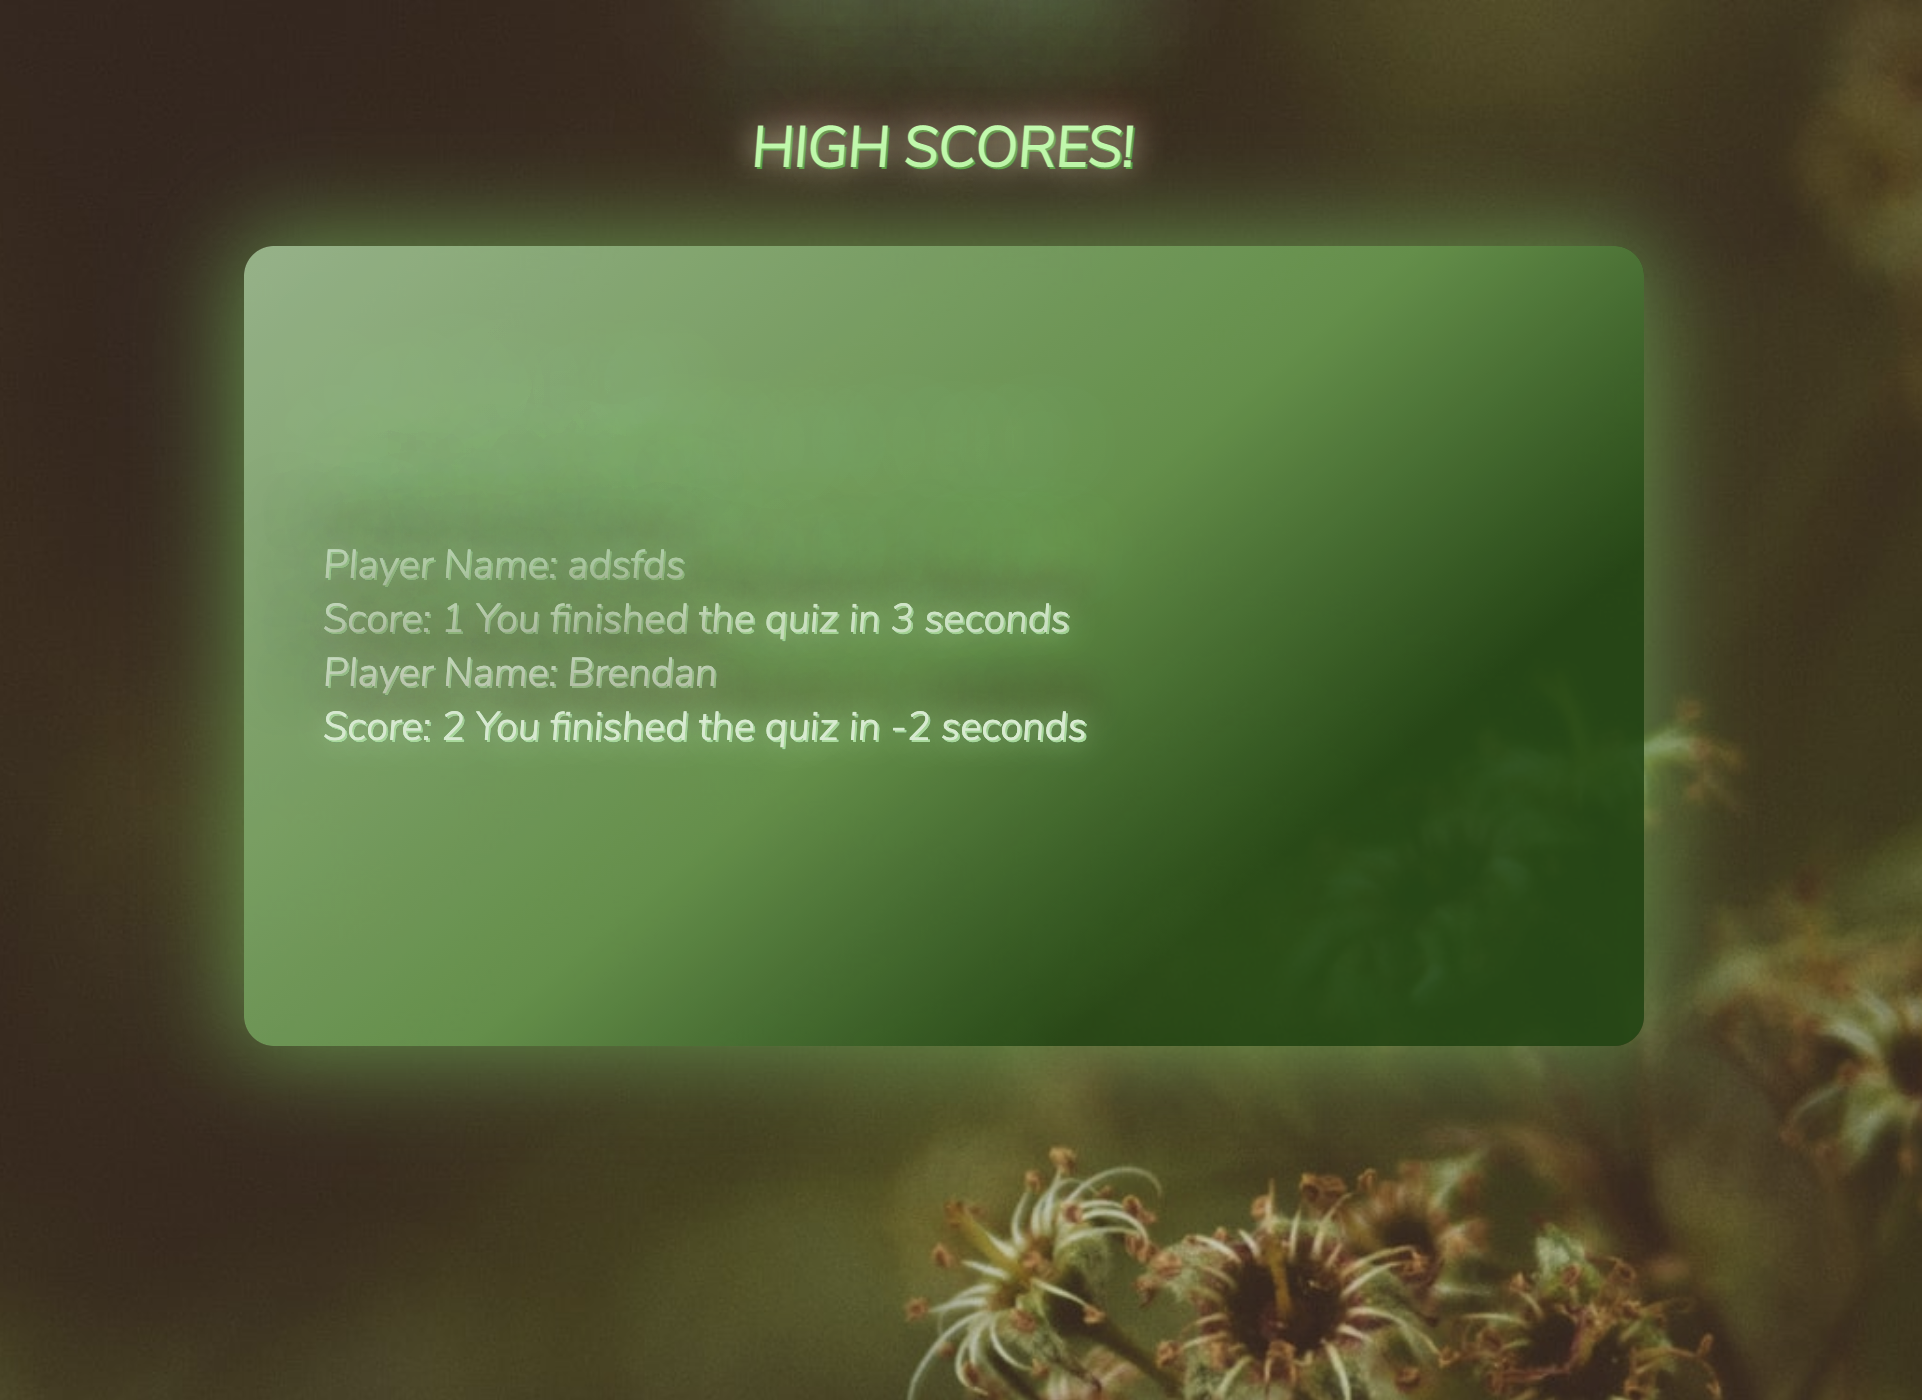 HIGH SCORES!
Player Name: adsfds
Score: 1 You finished the quiz in 3 seconds
Player Name: Brendan
Score: 2 You finished the quiz in -2 seconds